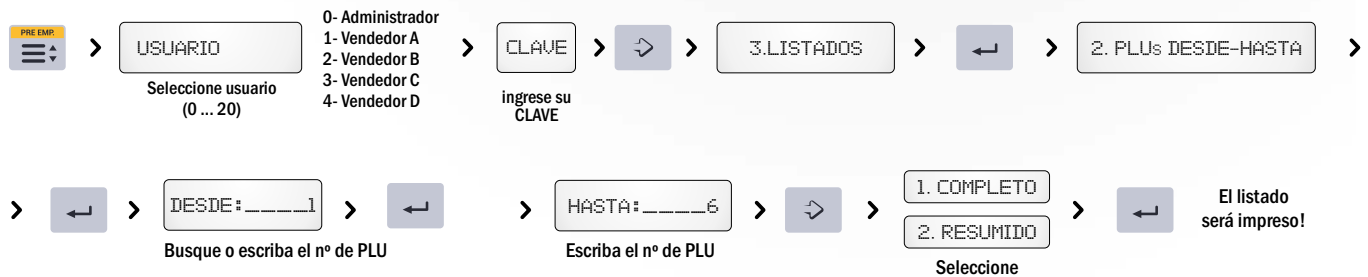 PRE EMP.
USUARIO
Seleccione usuario
(0 ... 20)
0- Administrador
1- Vendedor A
2- Vendedor B
3- Vendedor C
4- Vendedor D
CLAVE
ingrese su
CLAVE
3.LISTADOS
2. PLUs DESDE-HASTA
DESDE:_____1
Busque o escriba el nº de PLU
HASTA:_____6
Escriba el nº de PLU
1. COMPLETO
2. RESUMIDO
Seleccione
El listado
será impreso!